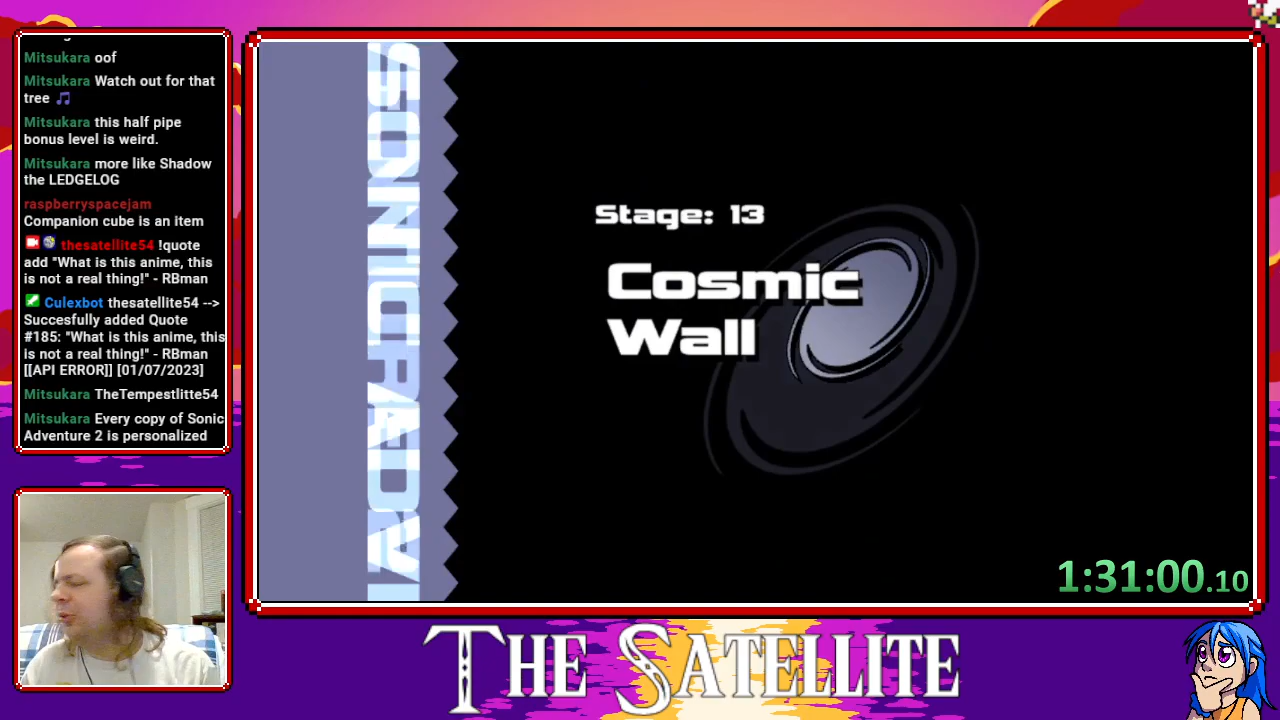 Mitsukara oof
Mitsukara Watch out for that
tree 🎵
Mitsukara this half pipe
bonus level is weird.
Mitsukara more like Shadow
the LEDGELOG
raspberryspacejam
Companion cube is an item
thesatellite54 !quote
add "What is this anime, this
is not a real thing!" - RBman
Culexbot thesatellite54 -->
Succesfully added Quote
#185: "What is this anime, this
is not a real thing!" - RBman
[[API ERROR]] [01/07/2023]
Mitsukara TheTempestlitte54
Mitsukara Every copy of Sonic
Adventure 2 is personalized
SONIC ADV
Stage: 13
Cosmic
Wall
1:31:00.10
THE SATELLITE